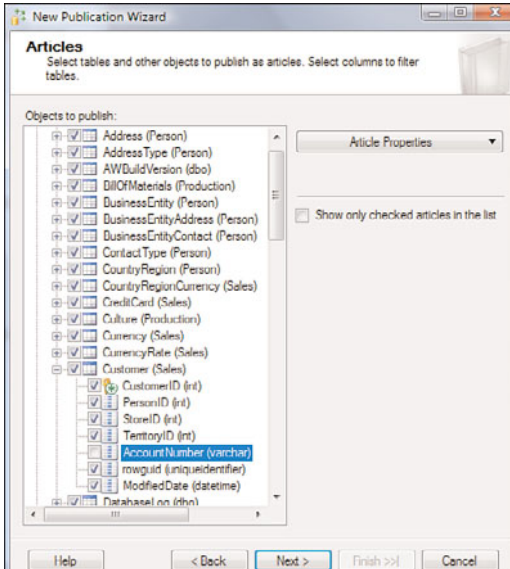 New Publication Wizard
Articles
Select tables and other objects to publish as articles. Select columns to filter
tables.
Objects to publish:
Address (Person)
AddressType (Person)
AWBuildVersion (dbo)
BillOfMaterials (Production)
BusinessEntity (Person)
BusinessEntityAddress (Person)
BusinessEntityContact (Person)
ContactType (Person)
CountryRegion (Person)
CountryRegionCurrency (Sales)
CreditCard (Sales)
Culture (Production)
Currency (Sales)
CurrencyRate (Sales)
Customer (Sales)
CustomerID (int)
PersonID (int)
StoreID (int)
TerritoryID (int)
AccountNumber (varchar)
rowguid (uniqueidentifier)
ModifiedDate (datetime)
DatabaseLog (dbo)
Article Properties
Show only checked articles in the list
Help
< Back
Next >
Finish >>|
Cancel